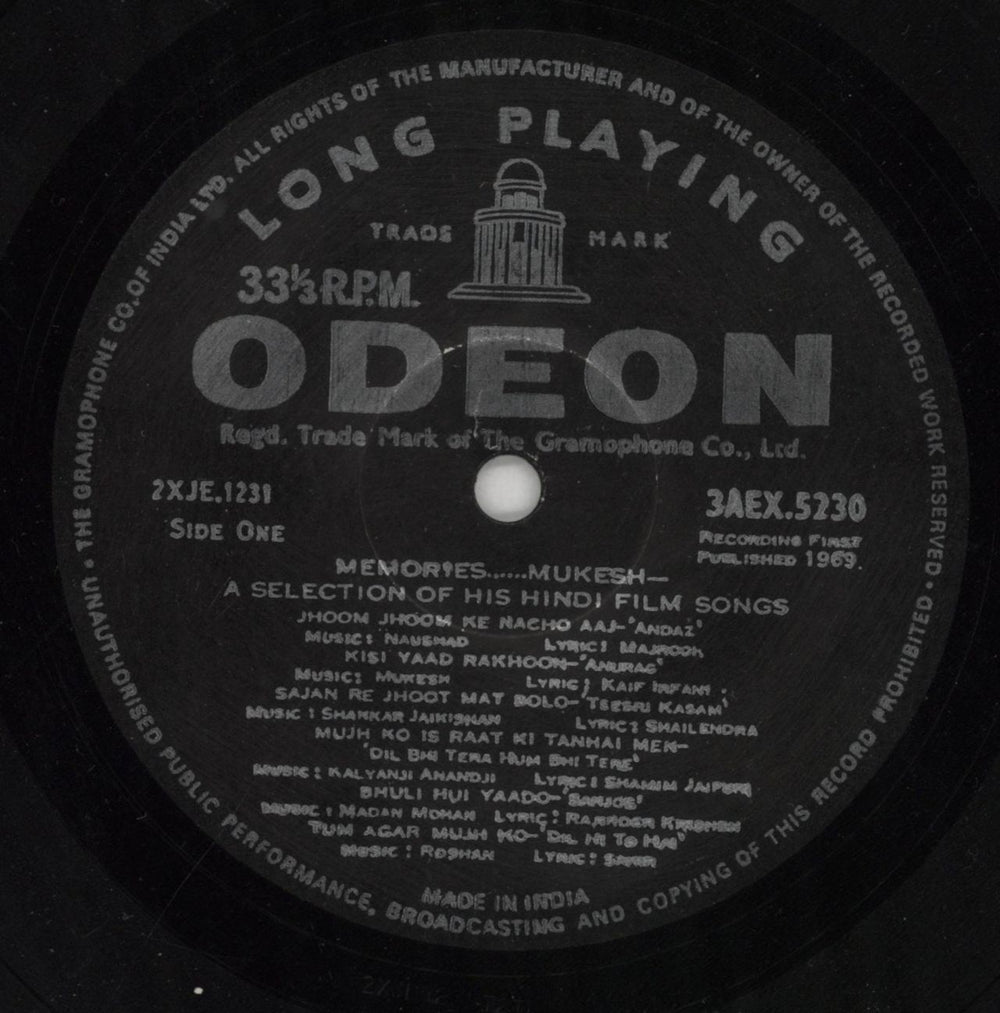 • THE GRAMOPHONE CO. OF INDIA LTD. ALL RIGHTS OF THE MANUFACTURER AND OF THE OWNER OF THE RECORDED WORK RESERVED •
LONG PLAYING
TRADE MARK
33⅓ R.P.M.
ODEON
Regd. Trade Mark of The Gramophone Co., Ltd.
2XJE.1231
3AEX.5230
SIDE ONE
RECORDING FIRST
PUBLISHED 1969.
MEMORIES......MUKESH—
A SELECTION OF HIS HINDI FILM SONGS
JHOOM JHOOM KE NACHO AAJ-'ANDAZ'
MUSIC: NAUSHAD LYRIC: MAJROOH
KISI YAAD RAKHOON-'ANURAG'
MUSIC: MUKESH LYRIC: KAIF IRFANI
SAJAN RE JHOOT MAT BOLO-'TEESRI KASAM'
MUSIC: SHANKAR JAIKISHAN LYRIC: SHAILENDRA
MUJH KO IS RAAT KI TANHAI MEN-
'DIL BHI TERA HUM BHI TERE'
MUSIC: KALYANJI ANANDJI LYRIC: SHAMIM JAIPURI
BHULI HUI YAADO-'SANJOG'
MUSIC: MADAN MOHAN LYRIC: RAJINDER KRISHEN
TUM AGAR MUJH KO-'DIL HI TO HAI'
MUSIC: ROSHAN LYRIC: SAHIR
MADE IN INDIA
UNAUTHORISED PUBLIC PERFORMANCE, BROADCASTING AND COPYING OF THIS RECORD PROHIBITED •